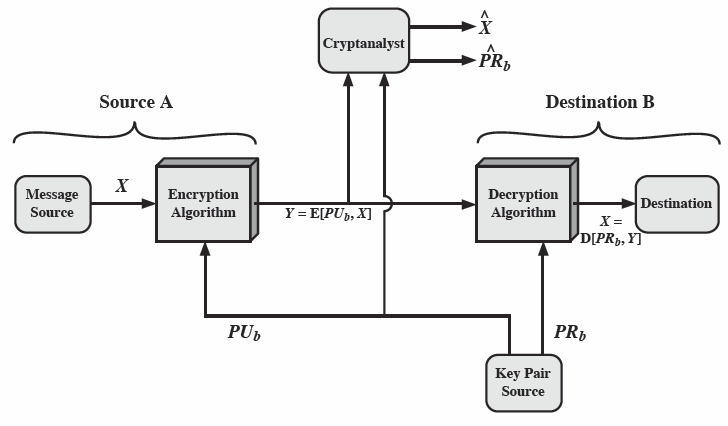 X̂
Cryptanalyst
P̂R_b
Source A
Destination B
Message
Source
X
Encryption
Algorithm
Y = E[PU_b, X]
Decryption
Algorithm
X =
D[PR_b, Y]
Destination
PU_b
PR_b
Key Pair
Source